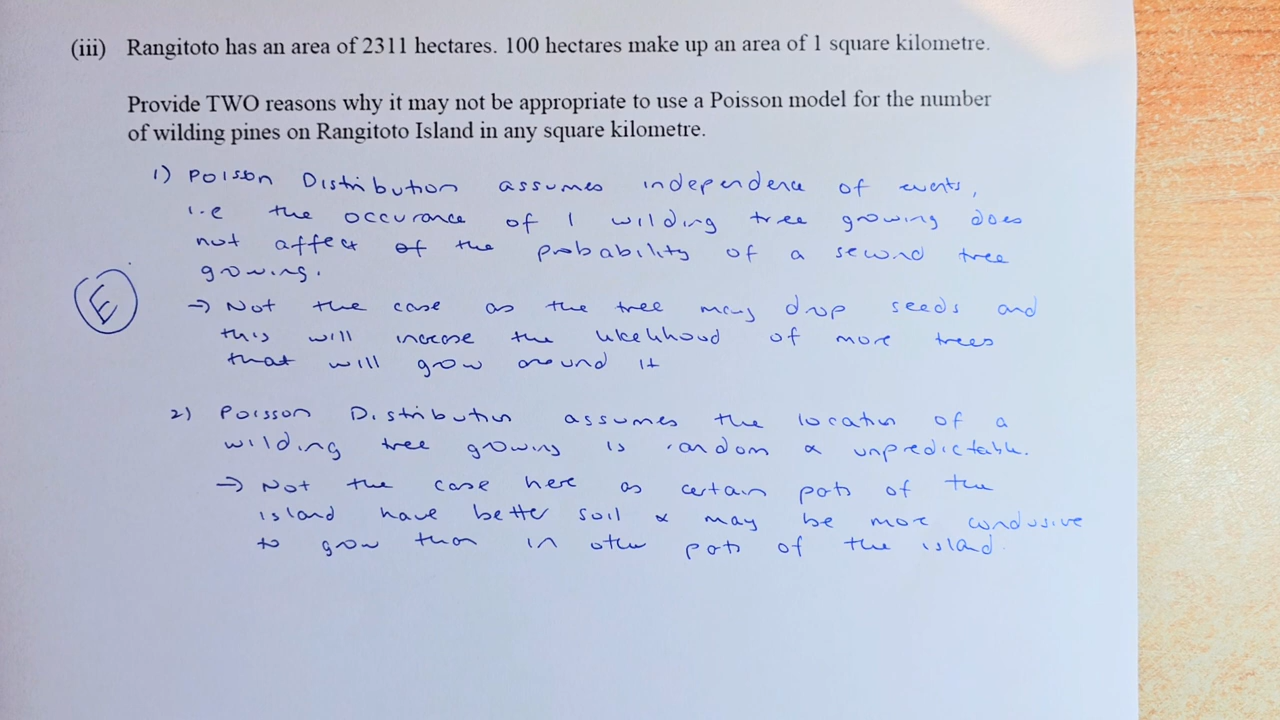 (iii) Rangitoto has an area of 2311 hectares. 100 hectares make up an area of 1 square kilometre.
Provide TWO reasons why it may not be appropriate to use a Poisson model for the number
of wilding pines on Rangitoto Island in any square kilometre.
1) Poisson Distribution assumes independence of events,
i.e the occurance of 1 wilding tree growing does
not affect of the probability of a second tree
growing.
E
→ Not the case as the tree may drop seeds and
this will increase the likelihood of more trees
that will grow around it
2) Poisson Distribution assumes the location of a
wilding tree growing is random & unpredictable.
→ Not the case here as certain parts of the
island have better soil & may be more condusive
to grow than in other parts of the island.